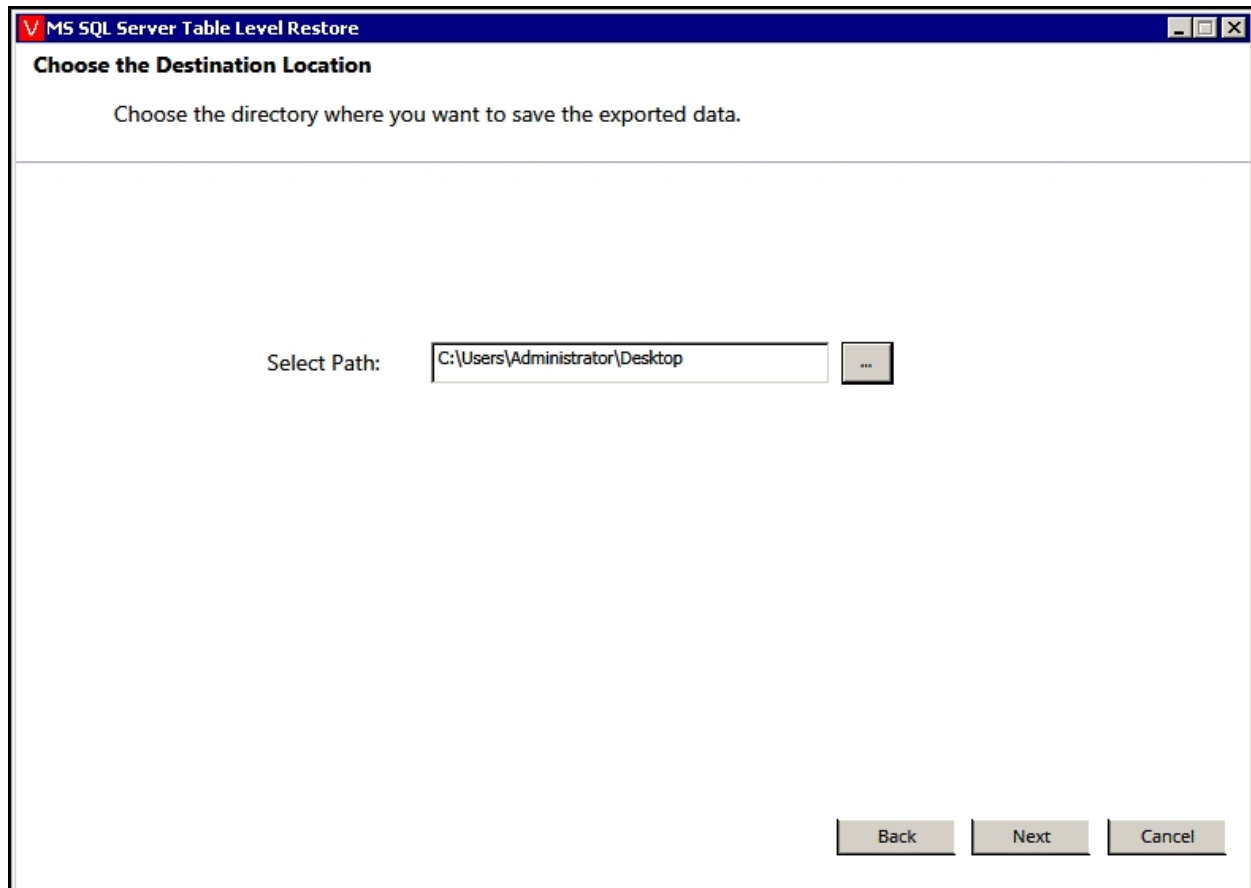 V MS SQL Server Table Level Restore
Choose the Destination Location
Choose the directory where you want to save the exported data.
Select Path: C:\Users\Administrator\Desktop ...
Back Next Cancel